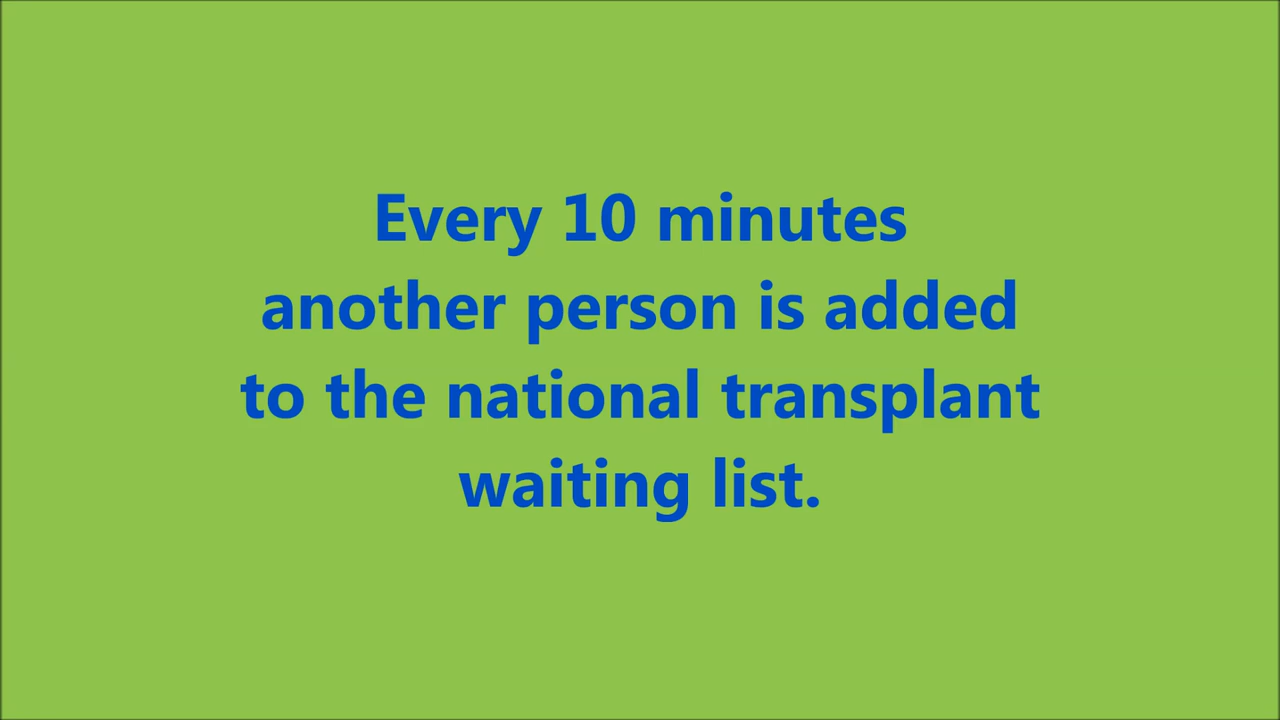 Every 10 minutes
another person is added
to the national transplant
waiting list.